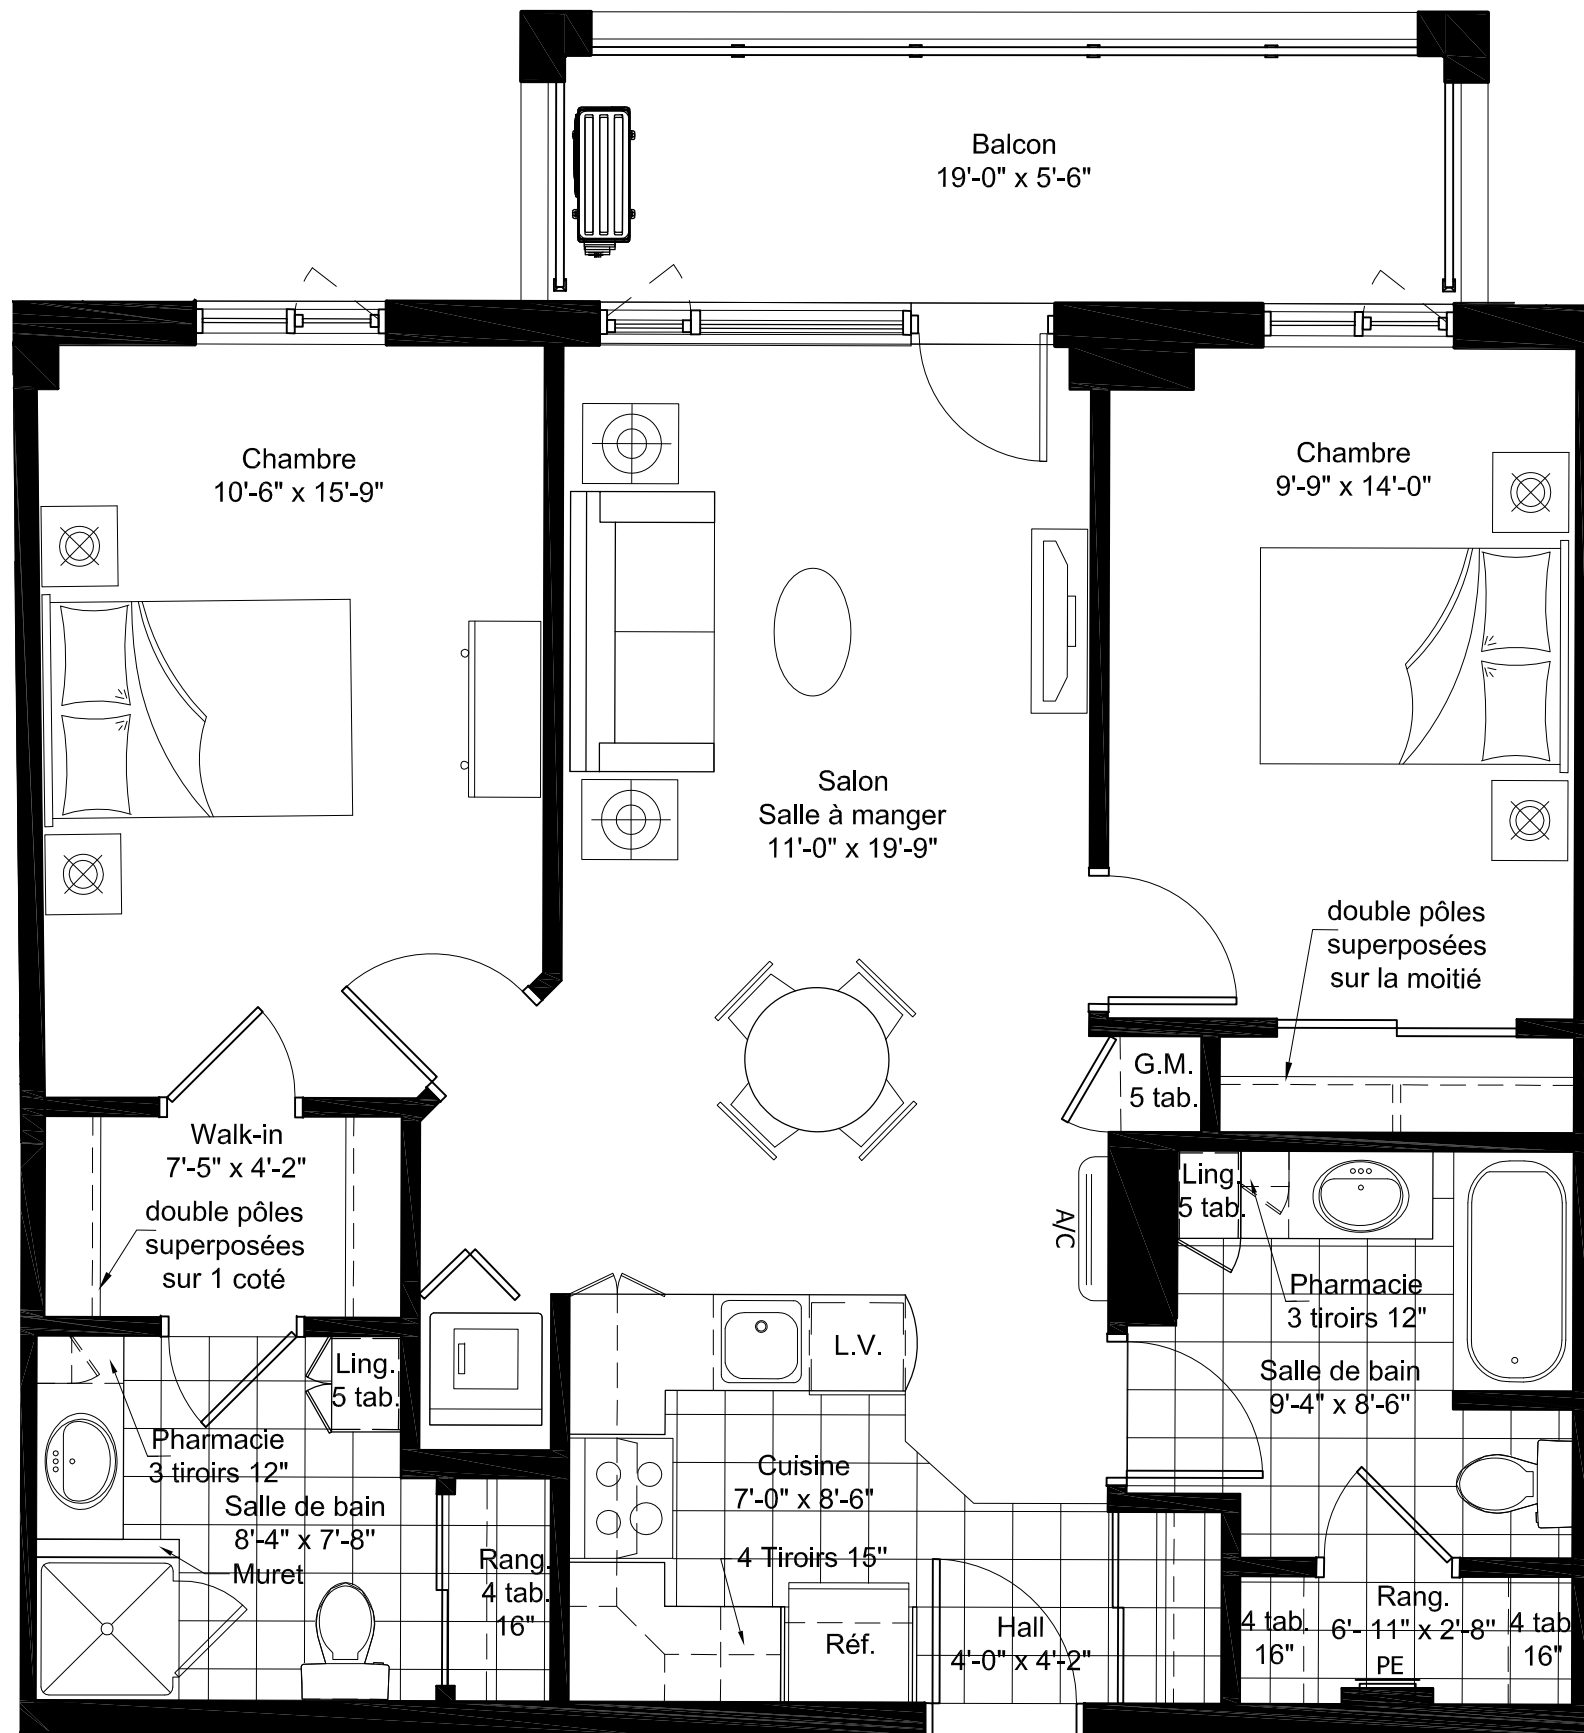 Balcon
19'-0" x 5'-6"
Chambre
10'-6" x 15'-9"
Chambre
9'-9" x 14'-0"
Salon
Salle à manger
11'-0" x 19'-9"
double pôles
superposées
sur la moitié
G.M.
5 tab.
Walk-in
7'-5" x 4'-2"
double pôles
superposées
sur 1 coté
A/C
Ling.
5 tab.
Pharmacie
3 tiroirs 12"
Salle de bain
9'-4" x 8'-6"
L.V.
Ling.
5 tab.
Pharmacie
3 tiroirs 12"
Salle de bain
8'-4" x 7'-8"
Muret
Rang.
4 tab.
16"
Cuisine
7'-0" x 8'-6"
4 Tiroirs 15"
Réf.
Hall
4'-0" x 4'-2"
4 tab.
16"
Rang.
6'- 11" x 2'-8"
PE
4 tab
16"